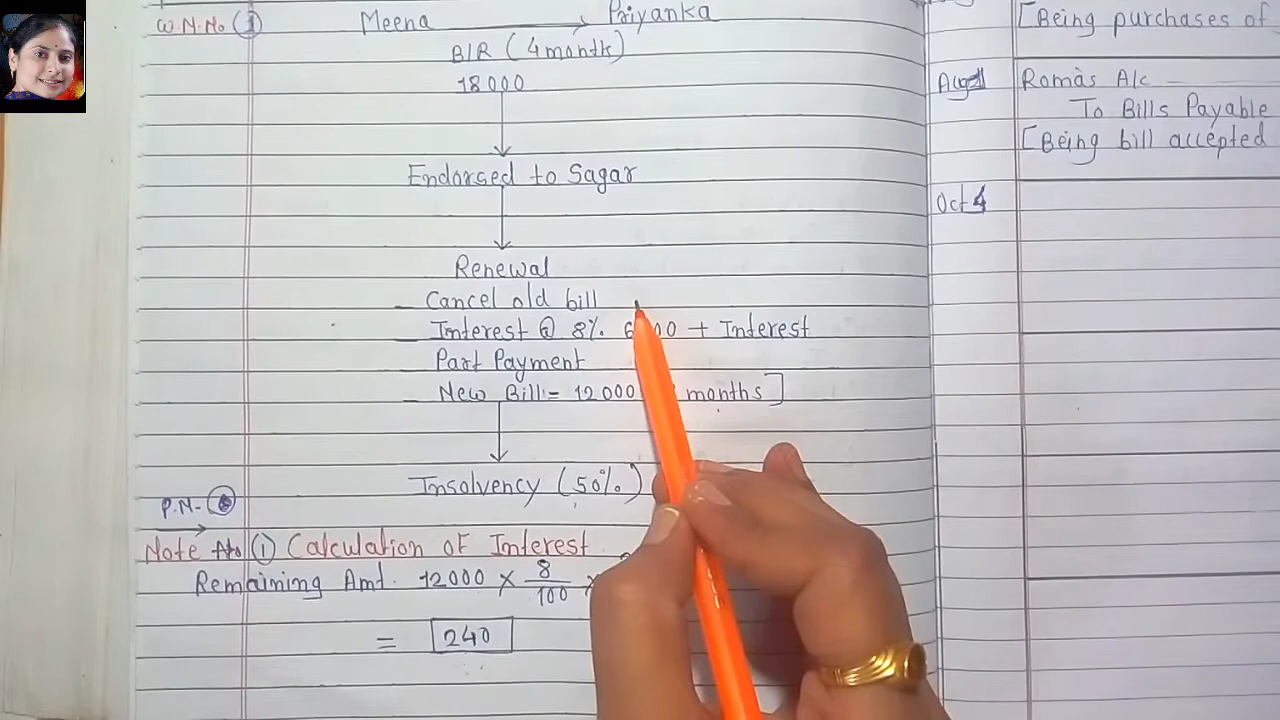 W.N.No ①
Meena → Priyanka
B/R (4 month)
18000
Endorsed to Sagar
Renewal
Cancel old bill
Interest @ 8%. + Interest
Part Payment
New Bill = 12000 months]
Insolvency (50%)
P.N-
Note No ① Calculation of Interest
Remaining Amt. 12000 × 8/100 ×
= 240
[Being purchases of
Aug
Roma's A/c
To Bills Payable
[Being bill accepted
Oct 4